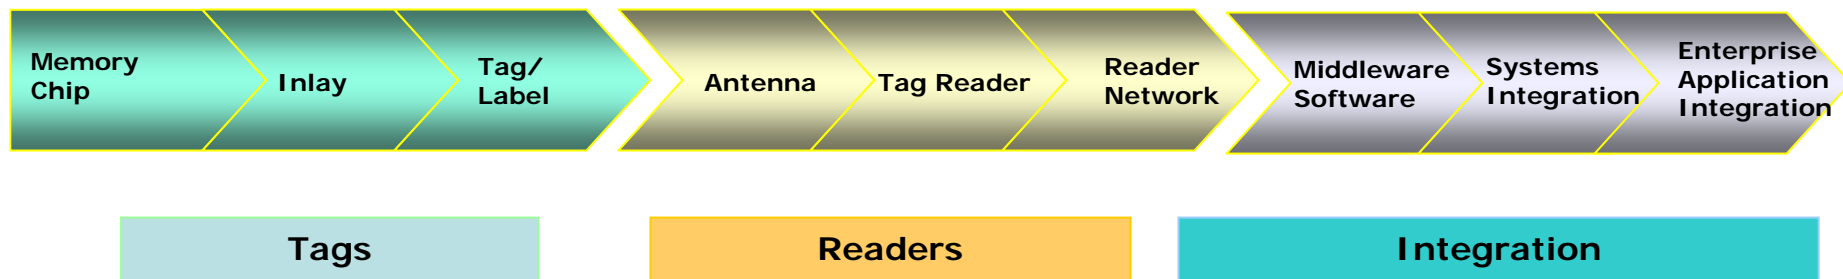 Memory
Chip
Inlay
Tag/
Label
Antenna
Tag Reader
Reader
Network
Middleware
Software
Systems
Integration
Enterprise
Application
Integration
Tags
Readers
Integration